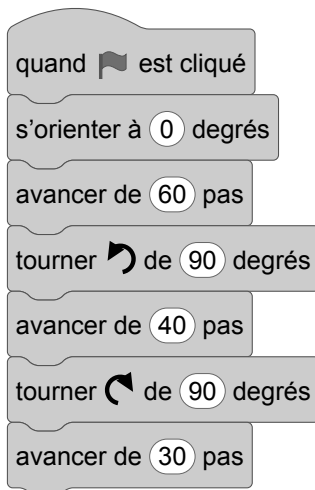 quand est cliqué
s'orienter à 0 degrés
avancer de 60 pas
tourner de 90 degrés
avancer de 40 pas
tourner de 90 degrés
avancer de 30 pas